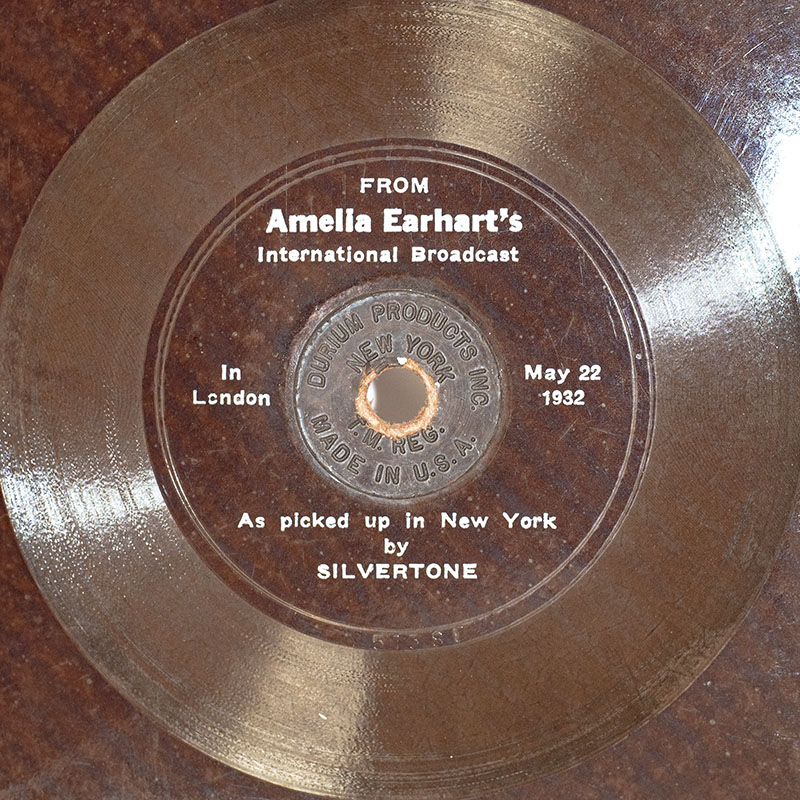 FROM
Amelia Earhart's
International Broadcast
DURIUM PRODUCTS INC.
NEW YORK
In
London
May 22
1932
T.M. REG.
MADE IN U.S.A.
As picked up in New York
by
SILVERTONE